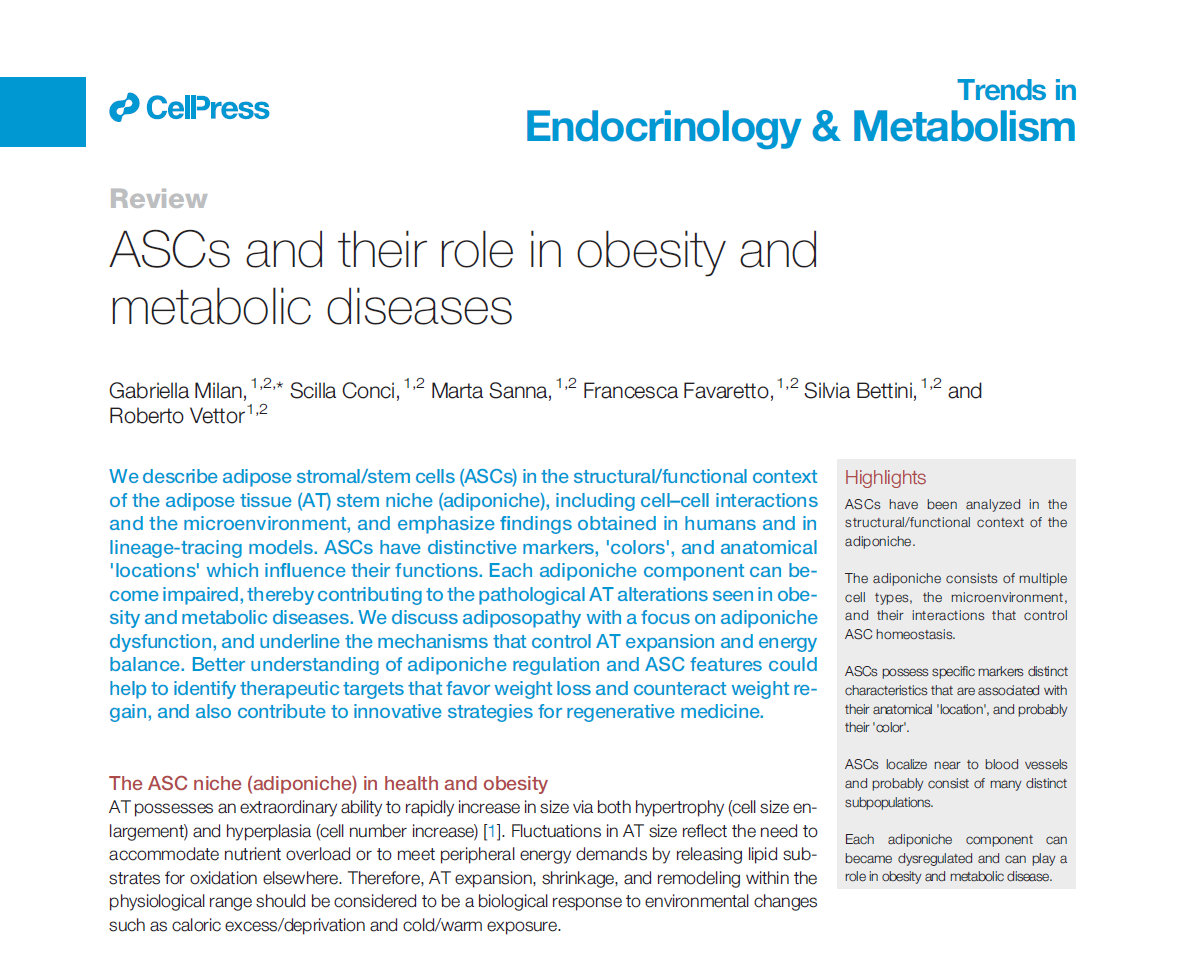 CellPress
Trends in
Endocrinology & Metabolism
Review
ASCs and their role in obesity and
metabolic diseases
Gabriella Milan,1,2,* Scilla Conci,1,2 Marta Sanna,1,2 Francesca Favaretto,1,2 Silvia Bettini,1,2 and
Roberto Vettor1,2
We describe adipose stromal/stem cells (ASCs) in the structural/functional context
of the adipose tissue (AT) stem niche (adiponiche), including cell–cell interactions
and the microenvironment, and emphasize findings obtained in humans and in
lineage-tracing models. ASCs have distinctive markers, 'colors', and anatomical
'locations' which influence their functions. Each adiponiche component can be-
come impaired, thereby contributing to the pathological AT alterations seen in obe-
sity and metabolic diseases. We discuss adiposopathy with a focus on adiponiche
dysfunction, and underline the mechanisms that control AT expansion and energy
balance. Better understanding of adiponiche regulation and ASC features could
help to identify therapeutic targets that favor weight loss and counteract weight re-
gain, and also contribute to innovative strategies for regenerative medicine.
The ASC niche (adiponiche) in health and obesity
AT possesses an extraordinary ability to rapidly increase in size via both hypertrophy (cell size en-
largement) and hyperplasia (cell number increase) [1]. Fluctuations in AT size reflect the need to
accommodate nutrient overload or to meet peripheral energy demands by releasing lipid sub-
strates for oxidation elsewhere. Therefore, AT expansion, shrinkage, and remodeling within the
physiological range should be considered to be a biological response to environmental changes
such as caloric excess/deprivation and cold/warm exposure.
Highlights
ASCs have been analyzed in the
structural/functional context of the
adiponiche.
The adiponiche consists of multiple
cell types, the microenvironment,
and their interactions that control
ASC homeostasis.
ASCs possess specific markers distinct
characteristics that are associated with
their anatomical 'location', and probably
their 'color'.
ASCs localize near to blood vessels
and probably consist of many distinct
subpopulations.
Each adiponiche component can
became dysregulated and can play a
role in obesity and metabolic disease.